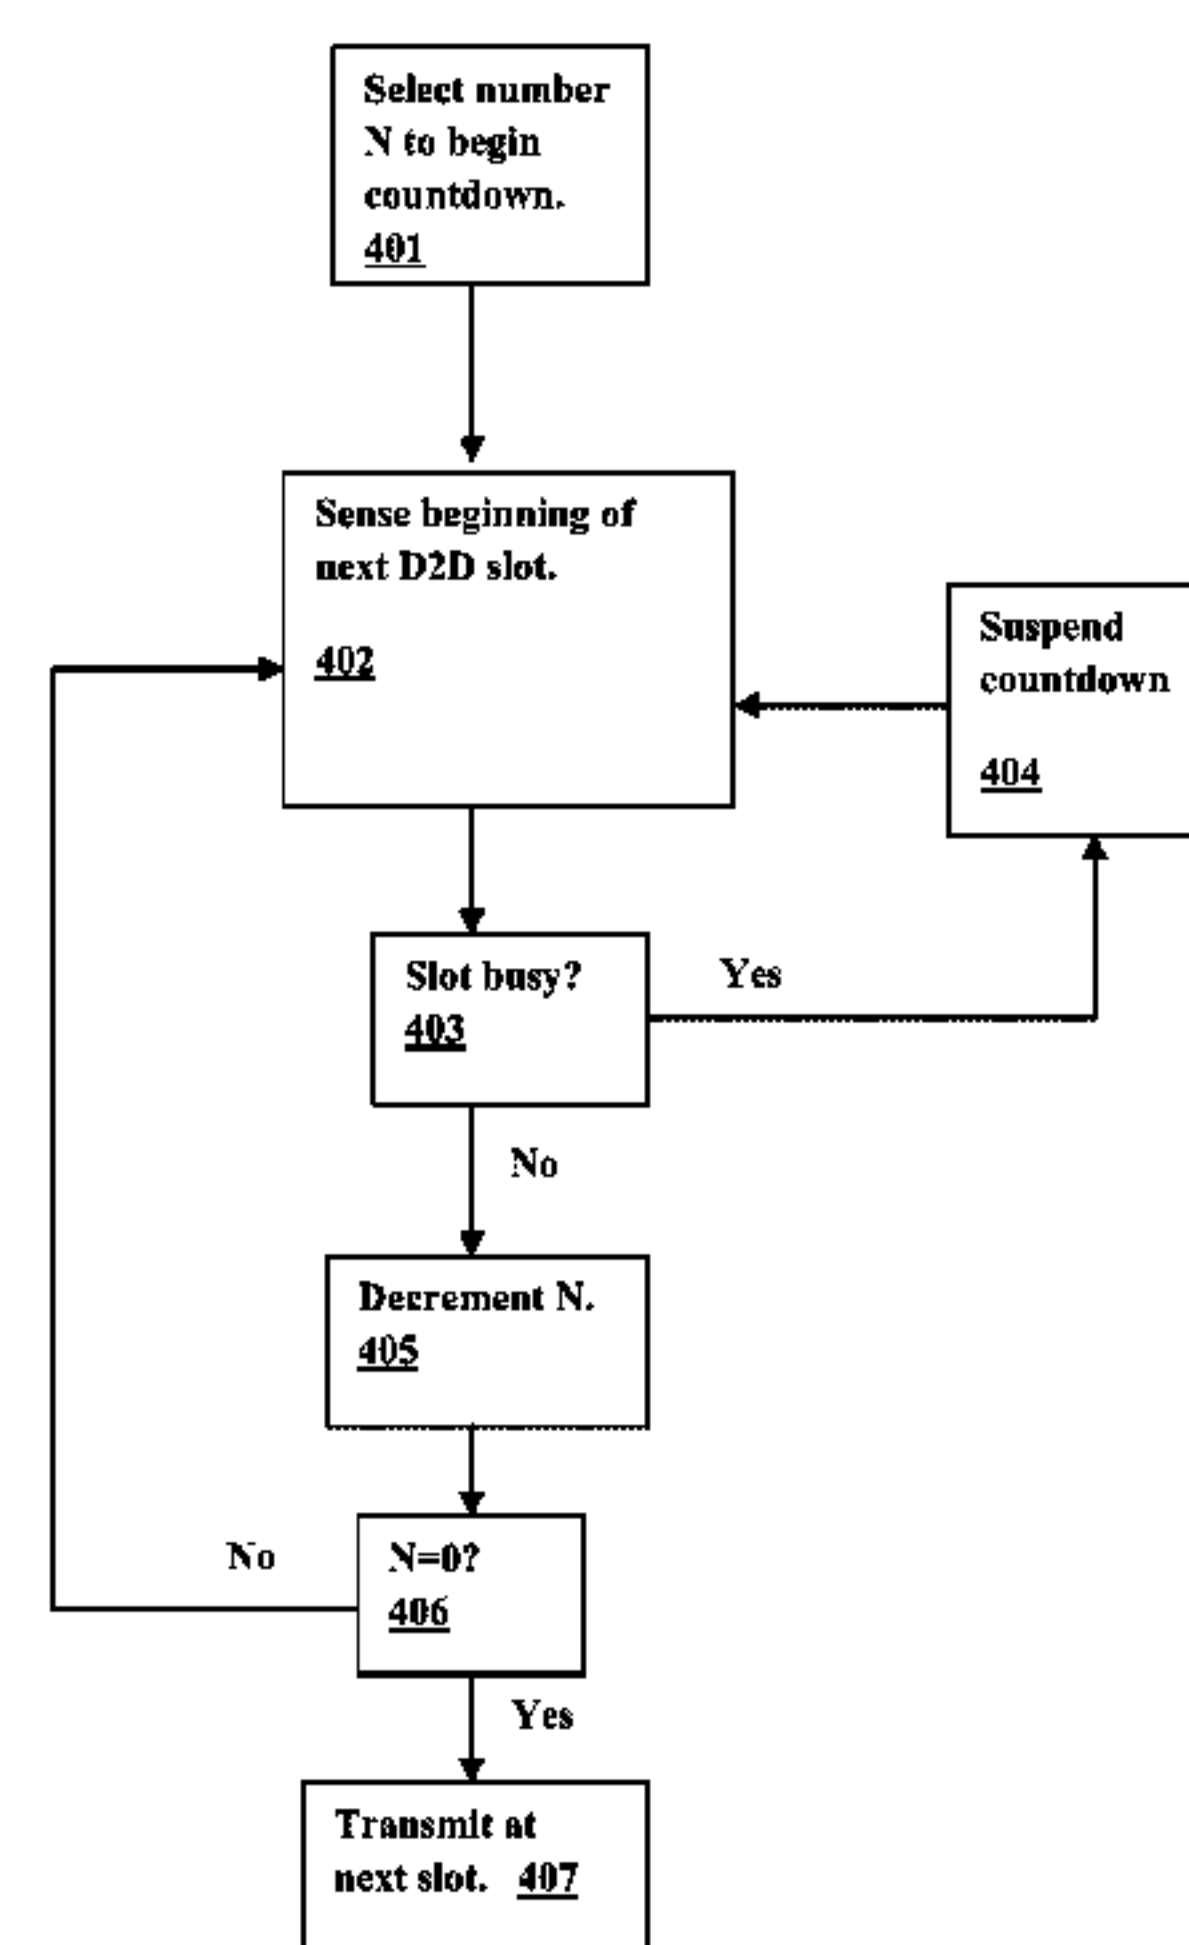 Select number
N to begin
countdown.
401
Sense beginning of
next D2D slot.
402
Suspend
countdown
404
Slot busy?
403
Yes
No
Decrement N.
405
No
N=0?
406
Yes
Transmit at
next slot. 407